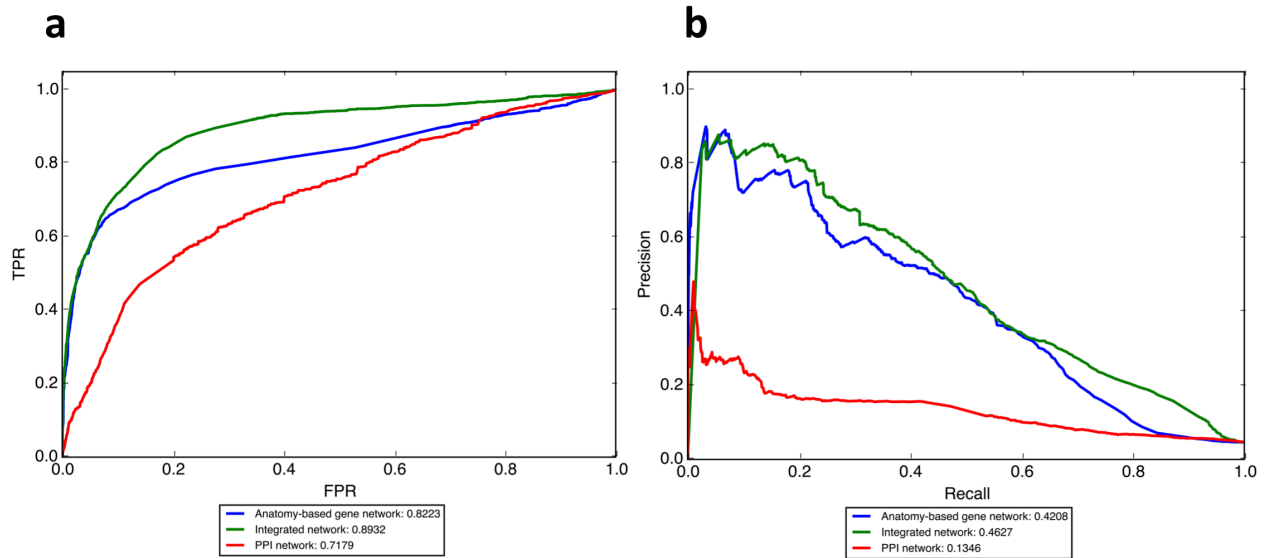 a
TPR
1.0
0.8
0.6
0.4
0.2
0.0
0.0 0.2 0.4 0.6 0.8 1.0
FPR
Anatomy-based gene network: 0.8223
Integrated network: 0.8932
PPI network: 0.7179
b
Precision
1.0
0.8
0.6
0.4
0.2
0.0
0.0 0.2 0.4 0.6 0.8 1.0
Recall
Anatomy-based gene network: 0.4208
Integrated network: 0.4627
PPI network: 0.1346